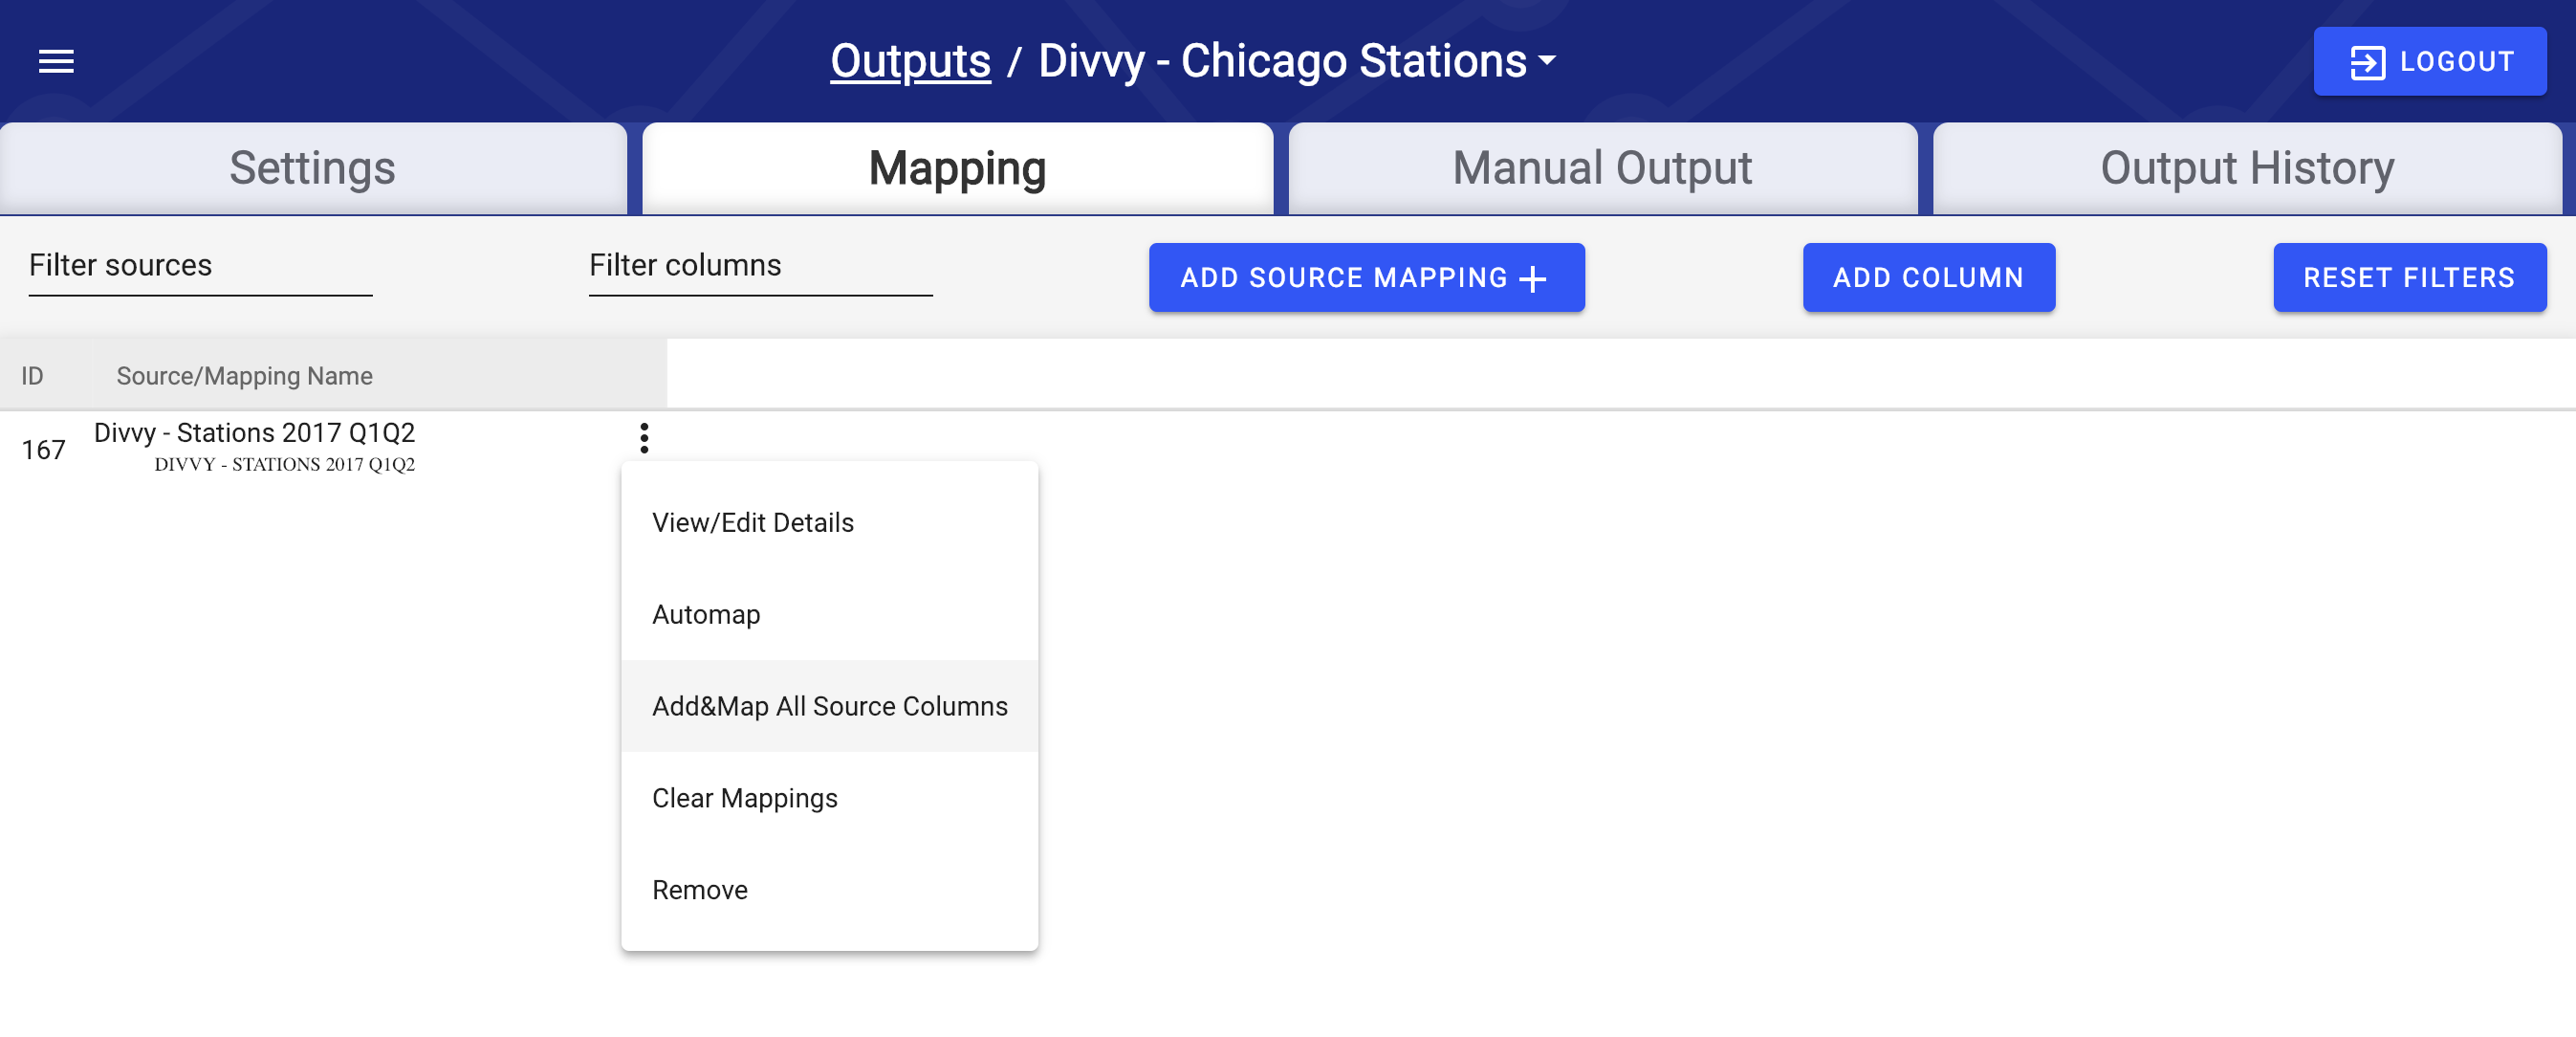 Outputs / Divvy - Chicago Stations
LOGOUT
Settings
Mapping
Manual Output
Output History
Filter sources
Filter columns
ADD SOURCE MAPPING +
ADD COLUMN
RESET FILTERS
ID
Source/Mapping Name
167
Divvy - Stations 2017 Q1Q2
DIVVY - STATIONS 2017 Q1Q2
View/Edit Details
Automap
Add&Map All Source Columns
Clear Mappings
Remove